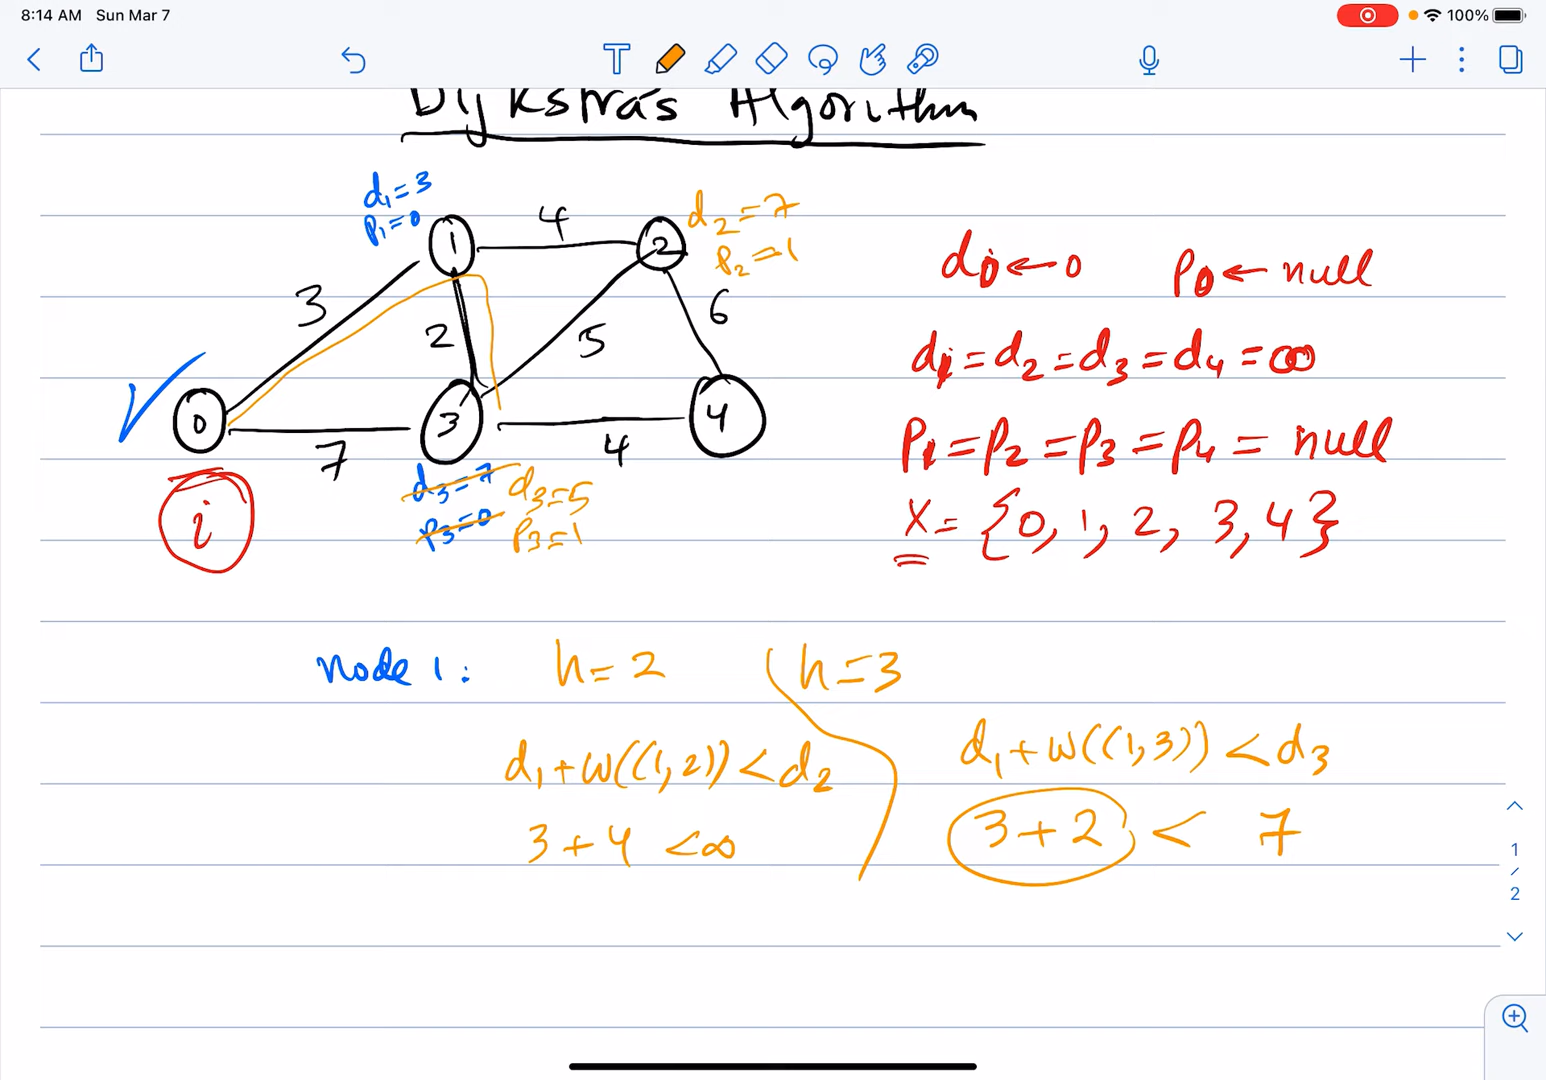 8:14 AM Sun Mar 7
100%
T
Dijkstra's Algorithm
d₁=3
p₁=0
1
4
2
d₂=7
p₂=1
3
2
5
6
0
7
3
4
4
i
d₃=7 d₃=5
p₃=0 p₃=1
d₀←0 p₀←null
d₁=d₂=d₃=d₄=∞
p₁=p₂=p₃=p₄= null
X={0, 1, 2, 3, 4}
Node 1: n=2 n=3
d₁+w((1,2))<d₂
3+4 <∞
d₁+w((1,3))<d₃
3+2 < 7
1
/
2